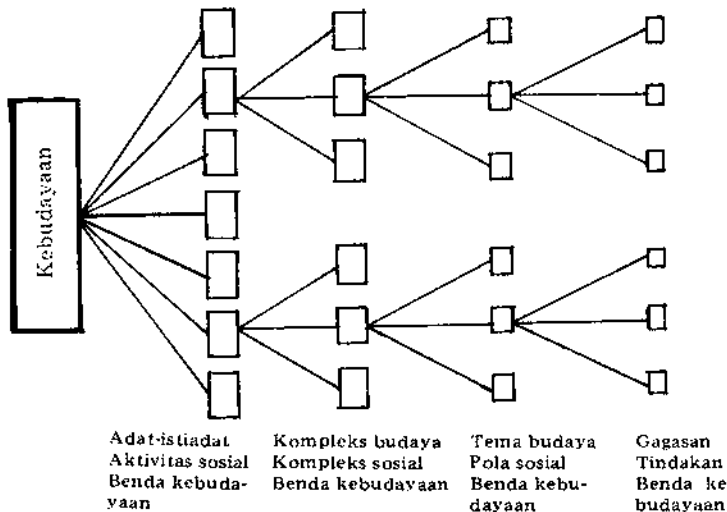 Kebudayaan
Adat-istiadat
Aktivitas sosial
Benda kebuda-
yaan
Kompleks budaya
Kompleks sosial
Benda kebudayaan
Tema budaya
Pola sosial
Benda kebu-
dayaan
Gagasan
Tindakan
Benda ke
budayaan